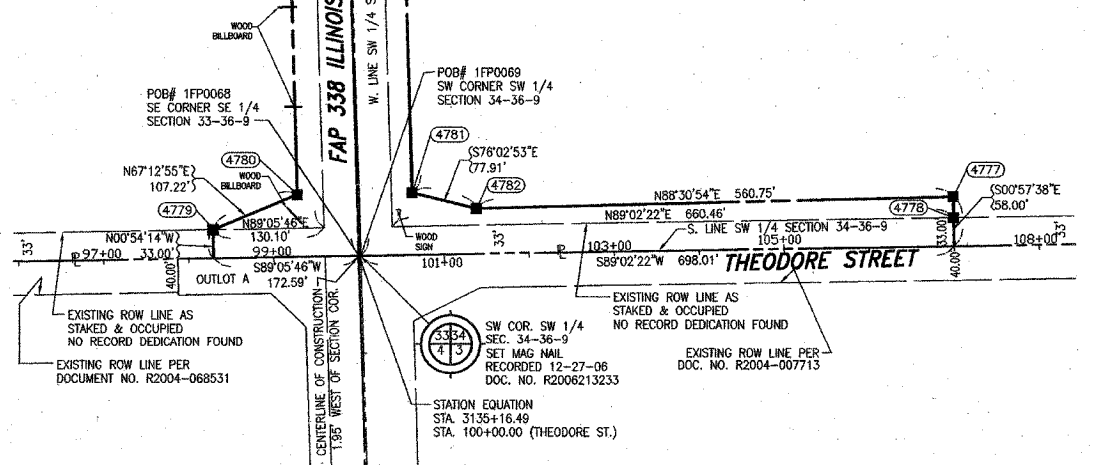 WOOD
BILLBOARD
FAP 338 ILLINOIS
W. LINE SW 1/4 S
POB# 1FP0068
SE CORNER SE 1/4
SECTION 33-36-9
POB# 1FP0069
SW CORNER SW 1/4
SECTION 34-36-9
4780
4781
N67°12'55"E
107.22'
WOOD
BILLBOARD
S76°02'53"E
77.91'
4782
4779
4777
N88°30'54"E 560.75'
S00°57'38"E
58.00'
4778
N89°05'46"E
130.10'
N89°02'22"E 660.46'
N00°54'14"W
33.00'
WOOD
SIGN
S. LINE SW 1/4 SECTION 34-36-9
33'
33'
33.00'
33'
97+00
99+00
101+00
103+00
105+00
108+00
40.00'
OUTLOT A
S89°05'46"W
172.59'
S89°02'22"W 698.01'
THEODORE STREET
40.00'
EXISTING ROW LINE AS
STAKED & OCCUPIED
NO RECORD DEDICATION FOUND
EXISTING ROW LINE AS
STAKED & OCCUPIED
NO RECORD DEDICATION FOUND
EXISTING ROW LINE PER
DOCUMENT NO. R2004-068531
EXISTING ROW LINE PER
DOC. NO. R2004-007713
33 34
4 3
SW COR. SW 1/4
SEC. 34-36-9
SET MAG NAIL
RECORDED 12-27-06
DOC. NO. R2006213233
CENTERLINE OF CONSTRUCTION
1.95' WEST OF SECTION COR.
STATION EQUATION
STA. 3135+16.49
STA. 100+00.00 (THEODORE ST.)